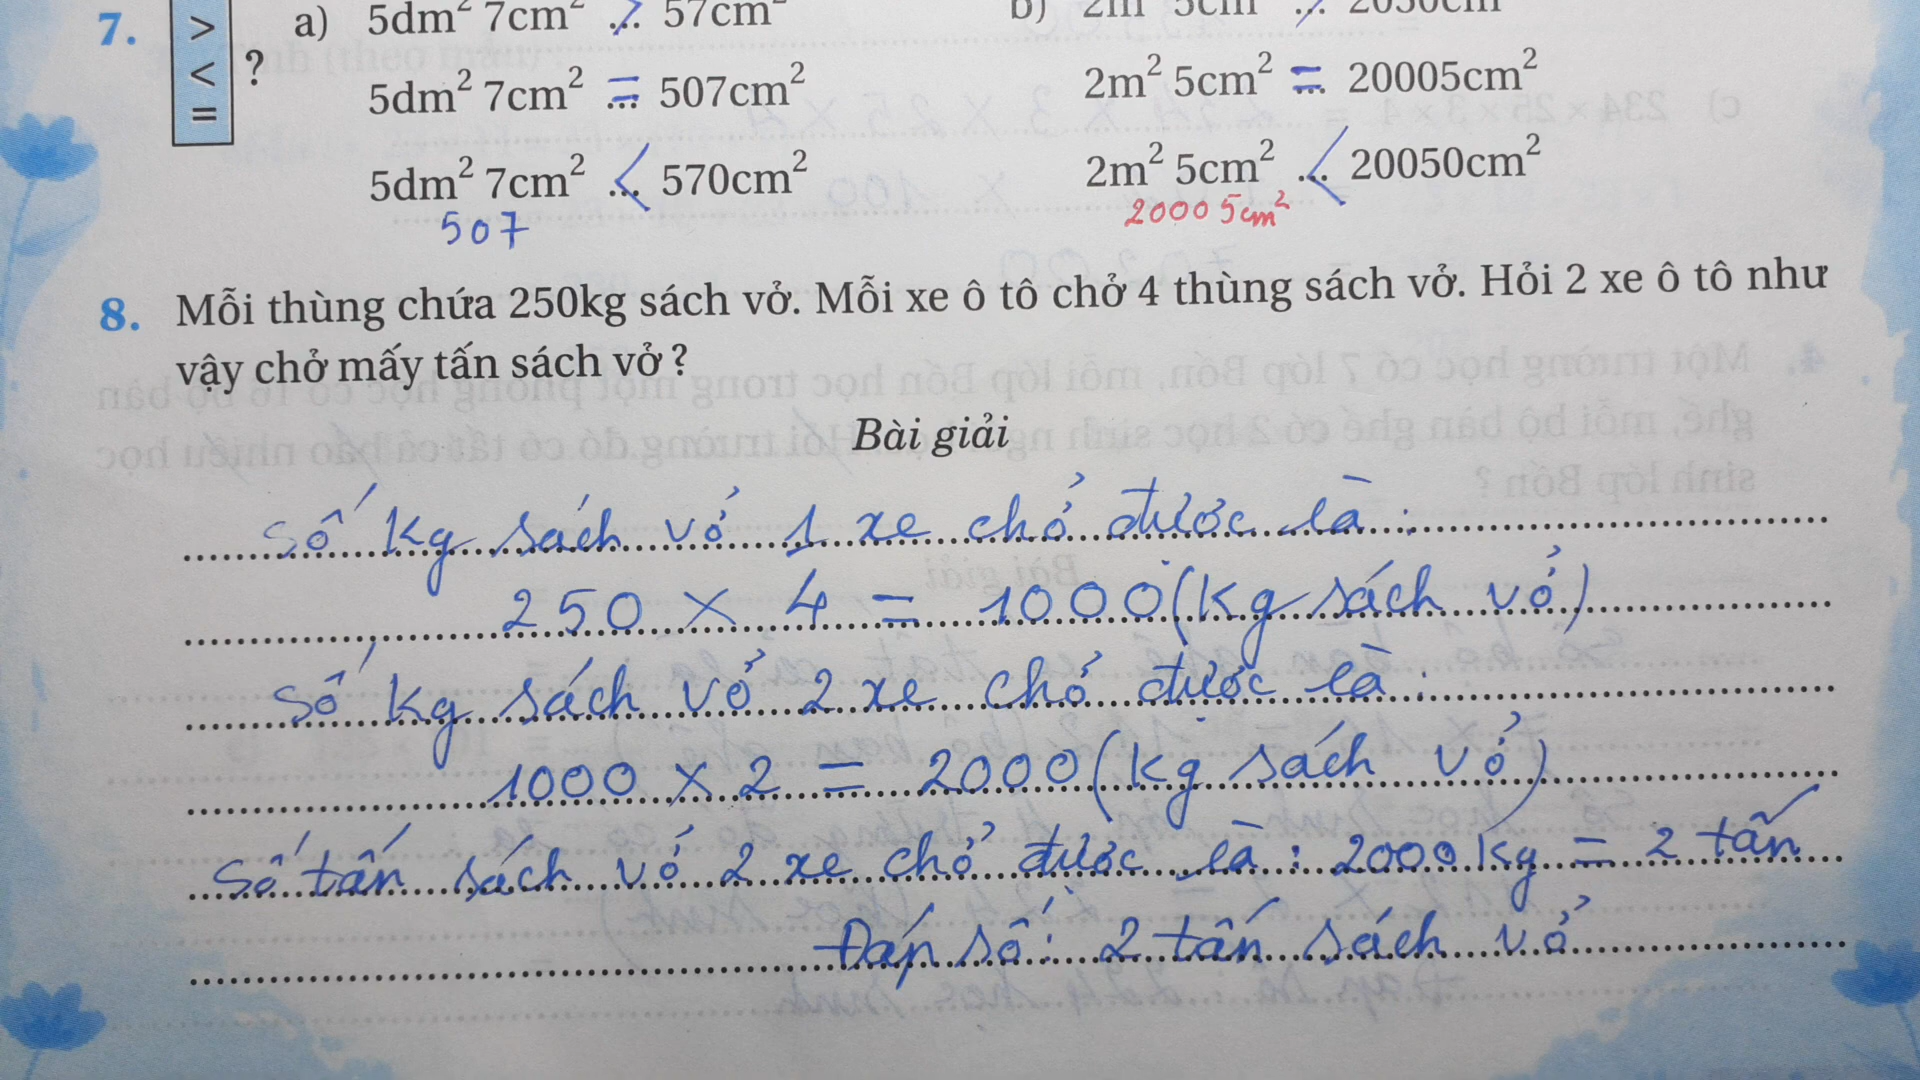 7. > a) 5dm² 7cm² > 57cm² b) 2m² 5cm² > 2050cm²
< ? 5dm² 7cm² = 507cm² 2m² 5cm² = 20005cm²
= 5dm² 7cm² < 570cm² 2m² 5cm² < 20050cm²
507 20005cm²
8. Mỗi thùng chứa 250kg sách vở. Mỗi xe ô tô chở 4 thùng sách vở. Hỏi 2 xe ô tô như
vậy chở mấy tấn sách vở ?
Bài giải
Số kg sách vở 1 xe chở được là :
250 × 4 = 1000 (kg sách vở)
Số kg sách vở 2 xe chở được là :
1000 × 2 = 2000 (kg sách vở)
Số tấn sách vở 2 xe chở được là : 2000 kg = 2 tấn
Đáp số : 2 tấn sách vở